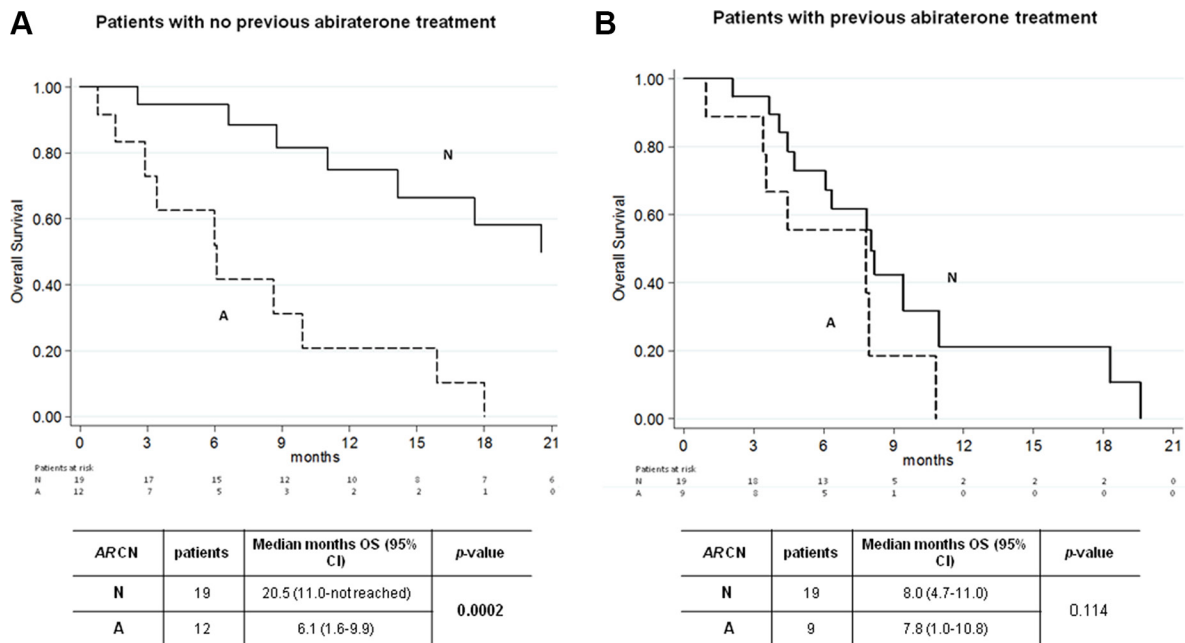 A
Patients with no previous abiraterone treatment
Overall Survival
1.00
0.80
0.60
0.40
0.20
0.00
N
A
0 3 6 9 12 15 18 21
months
Patients at risk
N 19 17 15 12 10 8 7 6
A 12 7 5 3 2 2 1 0
ARCN patients Median months OS (95% CI) p-value
N 19 20.5 (11.0-not reached) 0.0002
A 12 6.1 (1.6-9.9)
B
Patients with previous abiraterone treatment
Overall Survival
1.00
0.80
0.60
0.40
0.20
0.00
N
A
0 3 6 9 12 15 18 21
months
Patients at risk
N 19 18 13 5 2 2 2 0
A 9 8 5 1 0 0 0 0
ARCN patients Median months OS (95% CI) p-value
N 19 8.0 (4.7-11.0) 0.114
A 9 7.8 (1.0-10.8)